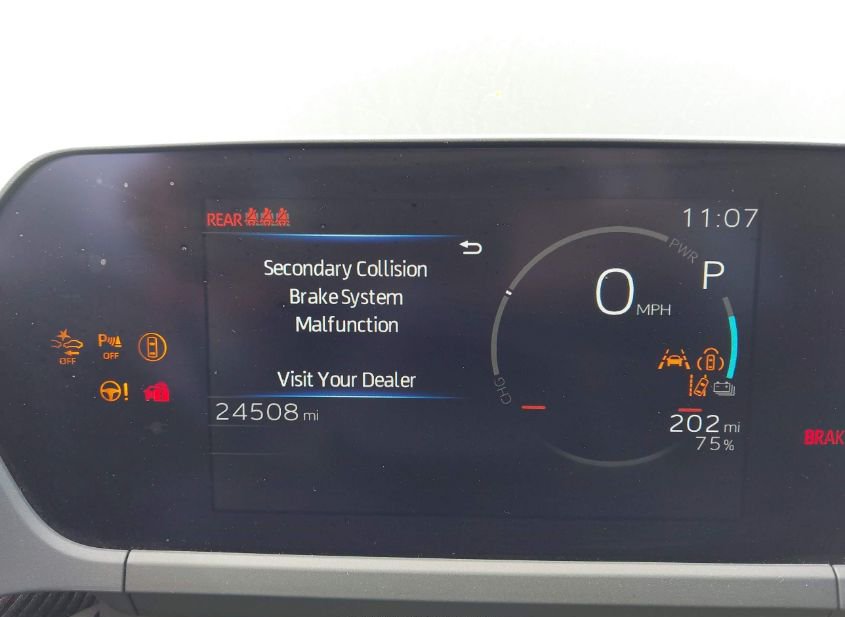 REAR
11:07
PWR
Secondary Collision
Brake System
Malfunction
Visit Your Dealer
P
0 MPH
OFF
P OFF
CHG
24508 mi
202 mi
75%
BRAK